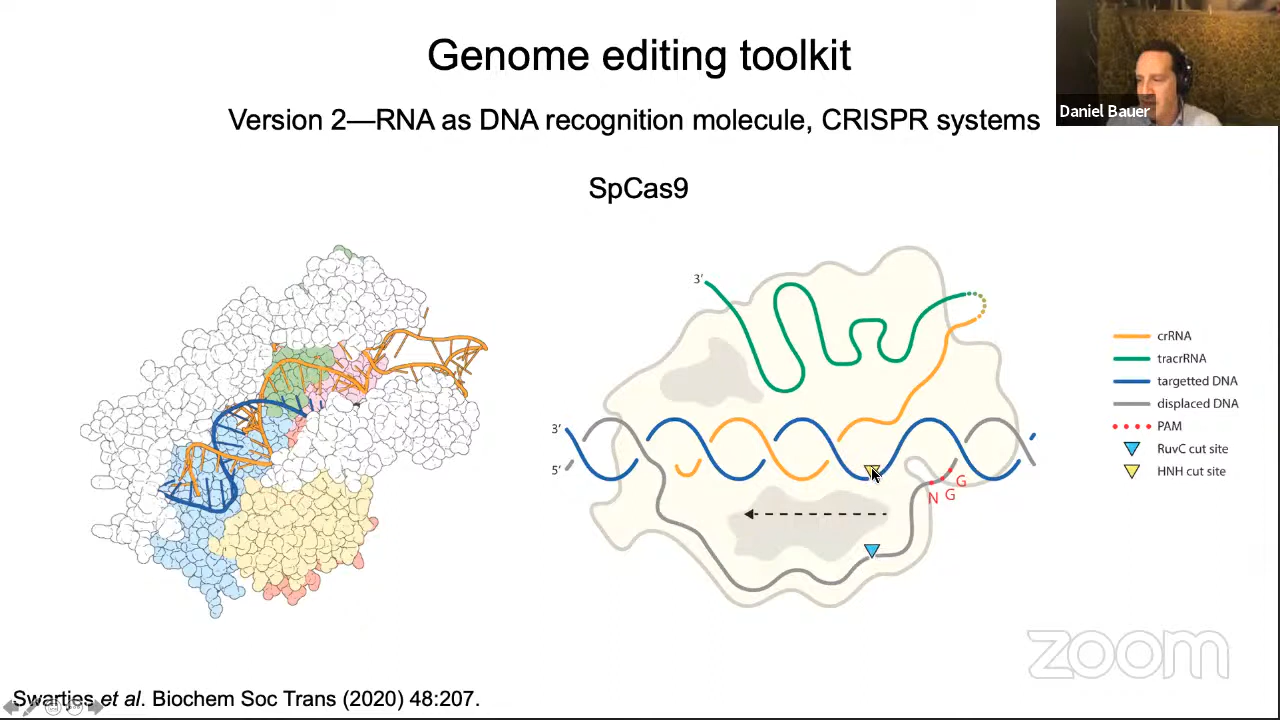 Genome editing toolkit
Version 2—RNA as DNA recognition molecule, CRISPR systems
Daniel Bauer
SpCas9
3'
3'
5'
N G G
crRNA
tracrRNA
targetted DNA
displaced DNA
PAM
RuvC cut site
HNH cut site
zoom
Swartjes et al. Biochem Soc Trans (2020) 48:207.